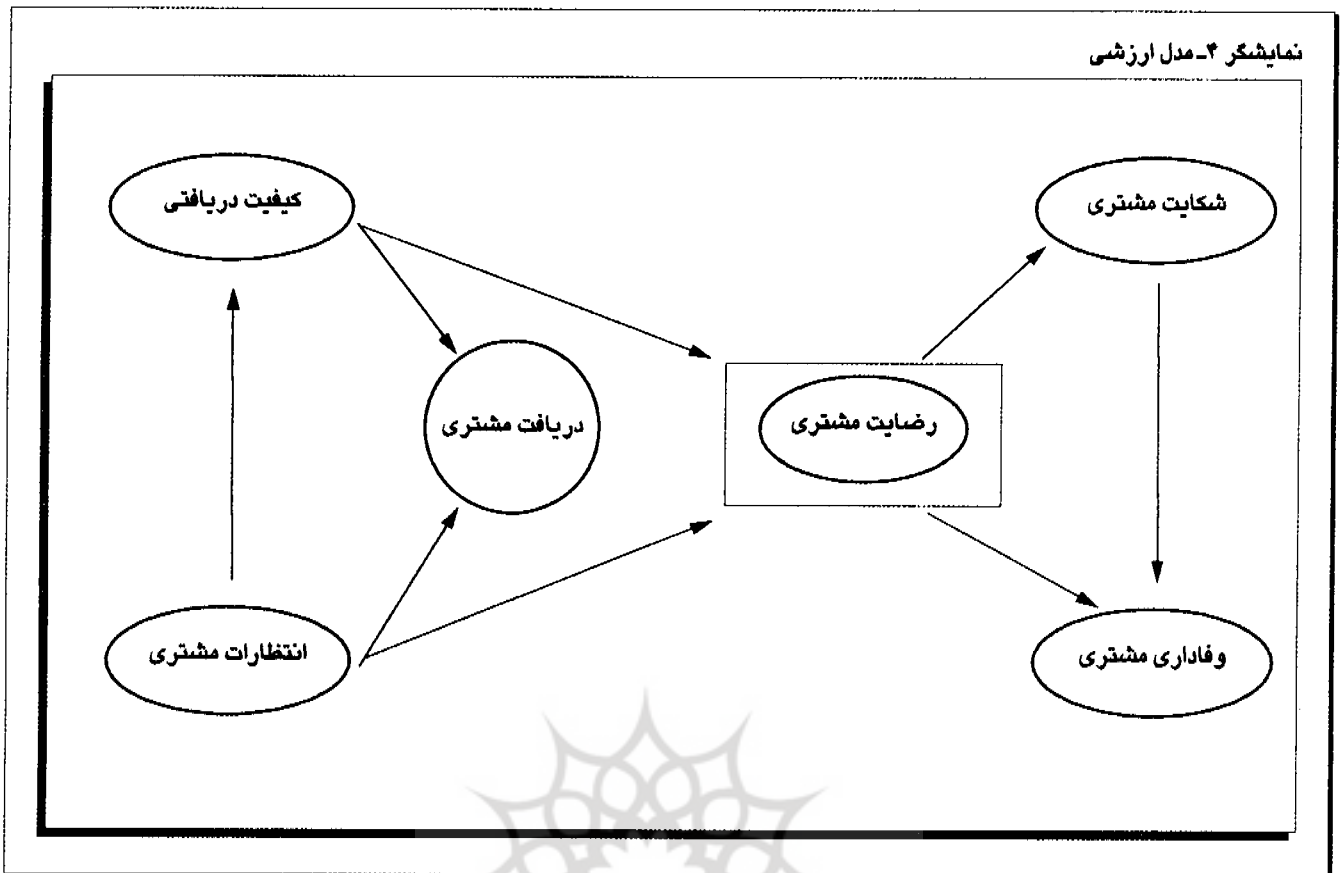 نمایشگر ۴ـ مدل ارزشی
کیفیت دریافتی
شکایت مشتری
دریافت مشتری
رضایت مشتری
انتظارات مشتری
وفاداری مشتری